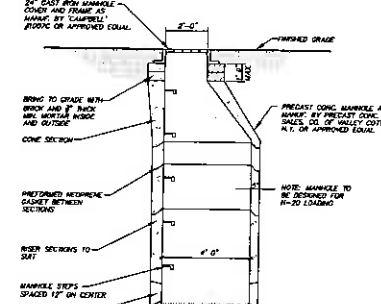 24" CAST IRON MANHOLE
COVER AND FRAME AS
MANUF. BY 'CAMPBELL'
#1007C OR APPROVED EQUAL
2'-0"
FINISHED GRADE
MAX
BRING TO GRADE WITH
BRICK AND THICK
MIN. MORTAR INSIDE
AND OUTSIDE
CONE SECTION
PRECAST CONC. MANHOLE A
MANUF. BY PRECAST CONC.
SALES, CO. OF VALLEY COTT
N.Y. OR APPROVED EQUAL
PREFORMED NEOPRENE
GASKET BETWEEN
SECTIONS
NOTE: MANHOLE TO
BE DESIGNED FOR
H-20 LOADING
RISER SECTIONS TO
SUIT
4' 0"
MANHOLE STEPS
SPACED 12" ON CENTER